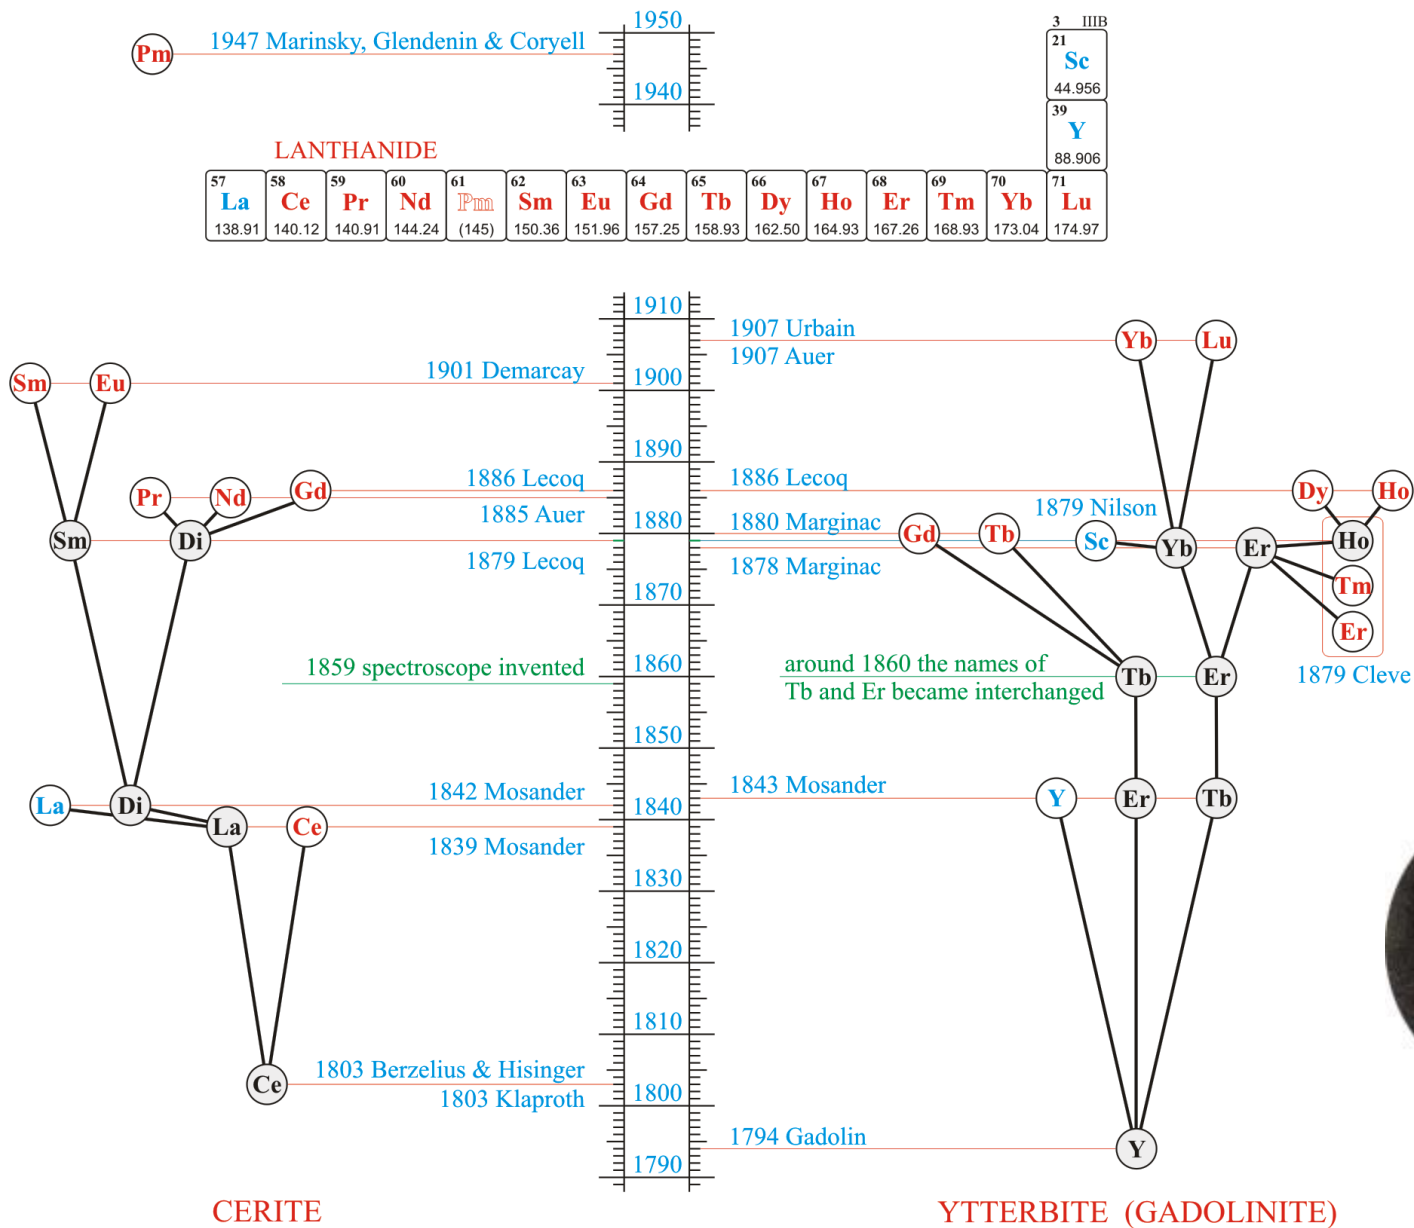 1950
3 IIIB
1947 Marinsky, Glendenin & Coryell
Pm
21
Sc
44.956
1940
39
Y
88.906
LANTHANIDE
57 58 59 60 61 62 63 64 65 66 67 68 69 70 71
La Ce Pr Nd Pm Sm Eu Gd Tb Dy Ho Er Tm Yb Lu
138.91 140.12 140.91 144.24 (145) 150.36 151.96 157.25 158.93 162.50 164.93 167.26 168.93 173.04 174.97
1910
1907 Urbain
Yb Lu
1907 Auer
1901 Demarcay
1900
Sm Eu
1890
1886 Lecoq
1886 Lecoq
Pr Nd Gd
Dy Ho
1885 Auer
1880
1880 Marginac
1879 Nilson
Sm Di
Gd Tb Sc Yb Er Ho
1879 Lecoq
1878 Marginac
1870
Tm
Er
1859 spectroscope invented
1860
around 1860 the names of
Tb and Er became interchanged
Tb Er
1879 Cleve
1850
1842 Mosander
1843 Mosander
La Di
Y Er Tb
1840
La Ce
1839 Mosander
1830
1820
1810
1803 Berzelius & Hisinger
Ce
1803 Klaproth
1800
1794 Gadolin
Y
1790
CERITE
YTTERBITE (GADOLINITE)